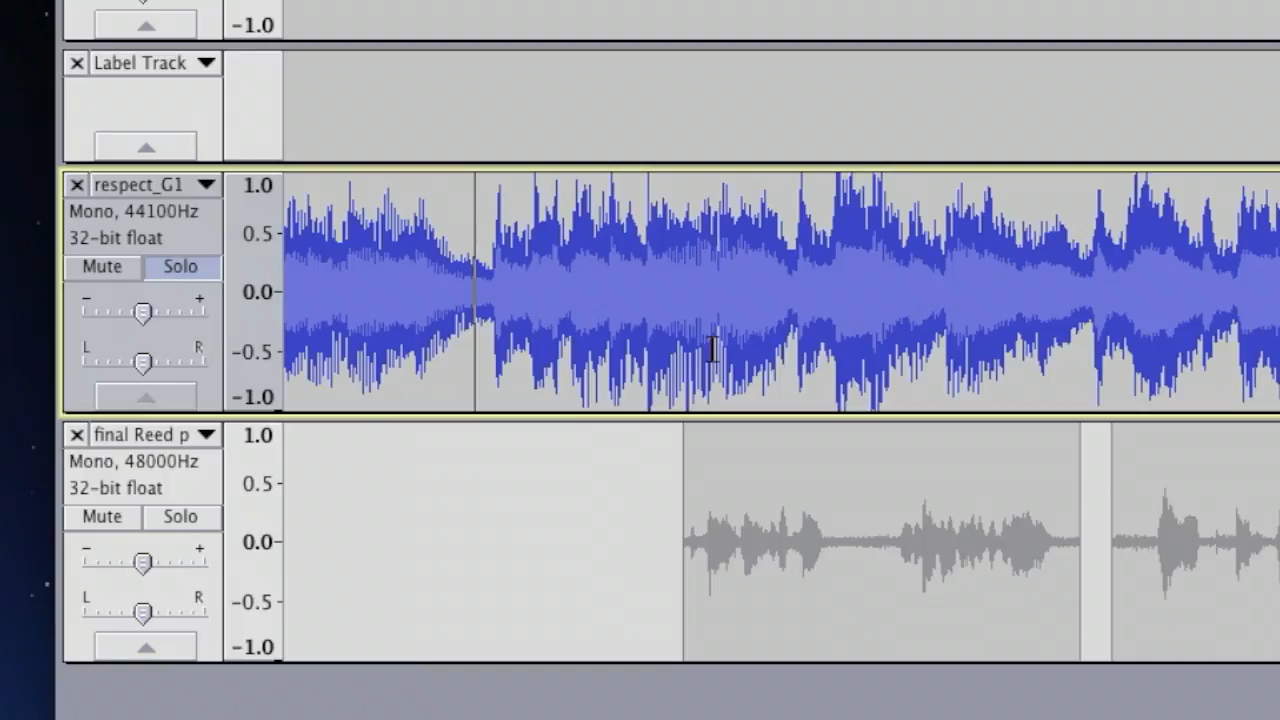 -1.0
Label Track
respect_G1
Mono, 44100Hz
32-bit float
Mute Solo
- +
L R
1.0
0.5
0.0
-0.5
-1.0
final Reed p
Mono, 48000Hz
32-bit float
Mute Solo
- +
L R
1.0
0.5
0.0
-0.5
-1.0